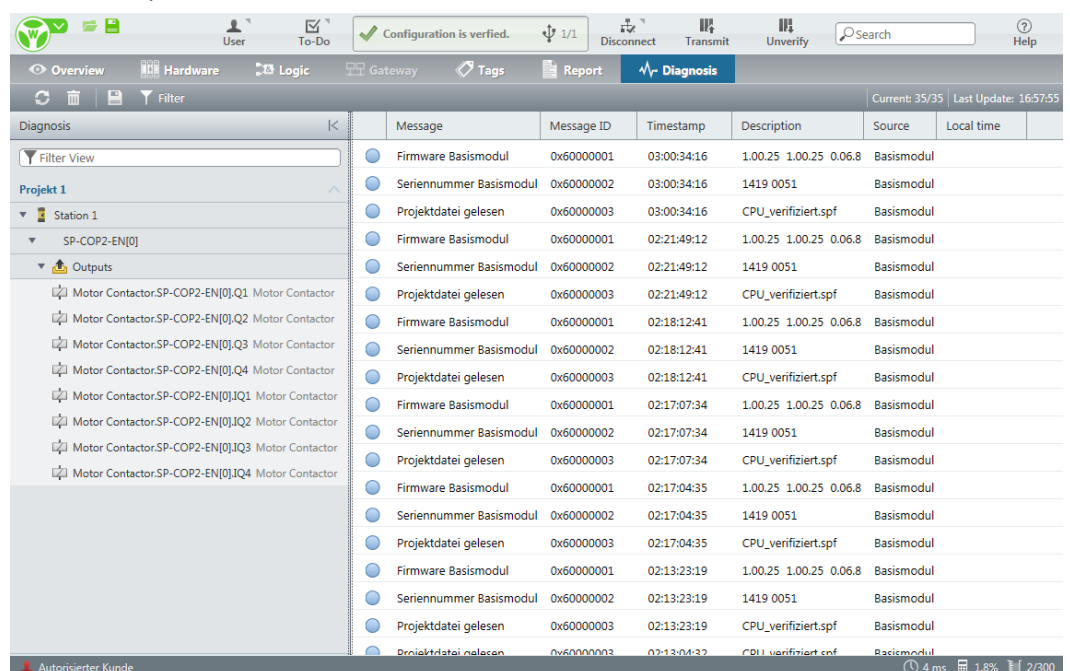 User To-Do Configuration is verfied. 1/1 Disconnect Transmit Unverify Search Help
Overview Hardware Logic Gateway Tags Report Diagnosis
Filter Current: 35/35 Last Update: 16:57:55
Diagnosis
Filter View
Projekt 1
Station 1
SP-COP2-EN[0]
Outputs
Motor Contactor.SP-COP2-EN[0].Q1 Motor Contactor
Motor Contactor.SP-COP2-EN[0].Q2 Motor Contactor
Motor Contactor.SP-COP2-EN[0].Q3 Motor Contactor
Motor Contactor.SP-COP2-EN[0].Q4 Motor Contactor
Motor Contactor.SP-COP2-EN[0].IQ1 Motor Contactor
Motor Contactor.SP-COP2-EN[0].IQ2 Motor Contactor
Motor Contactor.SP-COP2-EN[0].IQ3 Motor Contactor
Motor Contactor.SP-COP2-EN[0].IQ4 Motor Contactor
Message Message ID Timestamp Description Source Local time
Firmware Basismodul 0x60000001 03:00:34:16 1.00.25 1.00.25 0.06.8 Basismodul
Seriennummer Basismodul 0x60000002 03:00:34:16 1419 0051 Basismodul
Projektdatei gelesen 0x60000003 03:00:34:16 CPU_verifiziert.spf Basismodul
Firmware Basismodul 0x60000001 02:21:49:12 1.00.25 1.00.25 0.06.8 Basismodul
Seriennummer Basismodul 0x60000002 02:21:49:12 1419 0051 Basismodul
Projektdatei gelesen 0x60000003 02:21:49:12 CPU_verifiziert.spf Basismodul
Firmware Basismodul 0x60000001 02:18:12:41 1.00.25 1.00.25 0.06.8 Basismodul
Seriennummer Basismodul 0x60000002 02:18:12:41 1419 0051 Basismodul
Projektdatei gelesen 0x60000003 02:18:12:41 CPU_verifiziert.spf Basismodul
Firmware Basismodul 0x60000001 02:17:07:34 1.00.25 1.00.25 0.06.8 Basismodul
Seriennummer Basismodul 0x60000002 02:17:07:34 1419 0051 Basismodul
Projektdatei gelesen 0x60000003 02:17:07:34 CPU_verifiziert.spf Basismodul
Firmware Basismodul 0x60000001 02:17:04:35 1.00.25 1.00.25 0.06.8 Basismodul
Seriennummer Basismodul 0x60000002 02:17:04:35 1419 0051 Basismodul
Projektdatei gelesen 0x60000003 02:17:04:35 CPU_verifiziert.spf Basismodul
Firmware Basismodul 0x60000001 02:13:23:19 1.00.25 1.00.25 0.06.8 Basismodul
Seriennummer Basismodul 0x60000002 02:13:23:19 1419 0051 Basismodul
Projektdatei gelesen 0x60000003 02:13:23:19 CPU_verifiziert.spf Basismodul
Projektdatei gelesen 0x60000003 02:13:04:32 CPU_verifiziert.spf Basismodul
Autorisierter Kunde 4 ms 1.8% 2/300